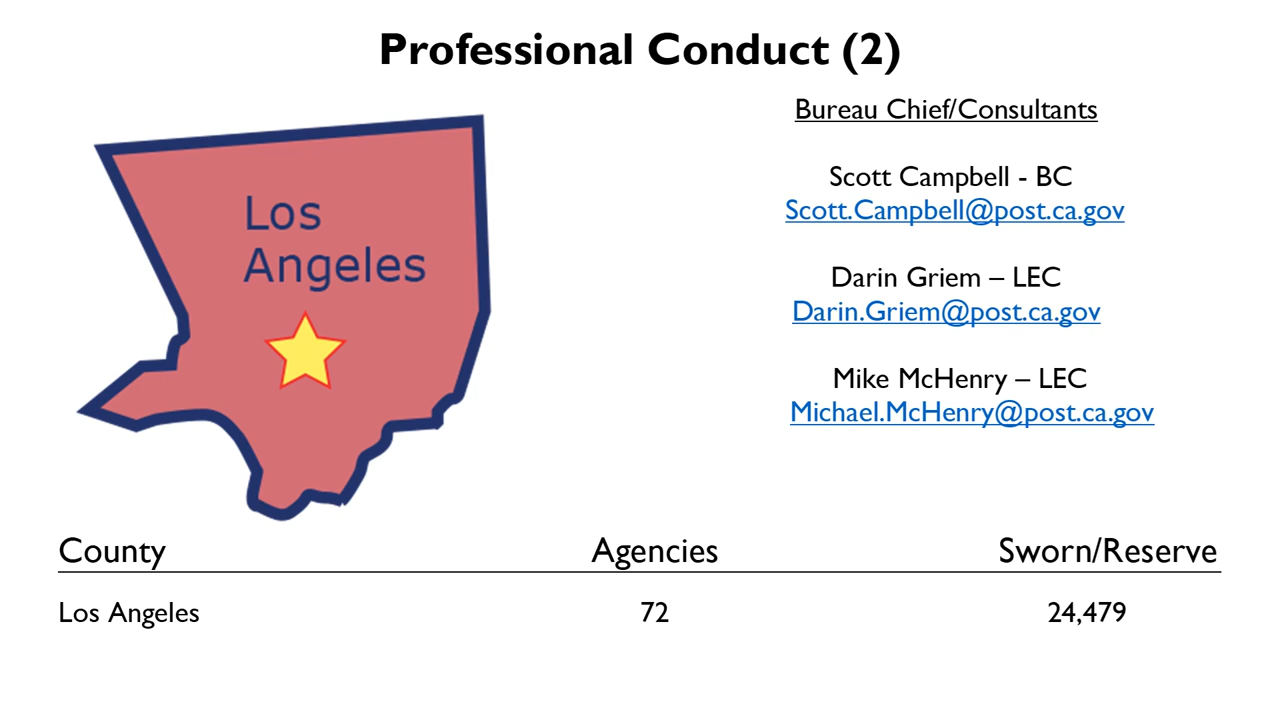 Professional Conduct (2)
Los
Angeles
Bureau Chief/Consultants
Scott Campbell - BC
Scott.Campbell@post.ca.gov
Darin Griem – LEC
Darin.Griem@post.ca.gov
Mike McHenry – LEC
Michael.McHenry@post.ca.gov
County Agencies Sworn/Reserve
Los Angeles 72 24,479